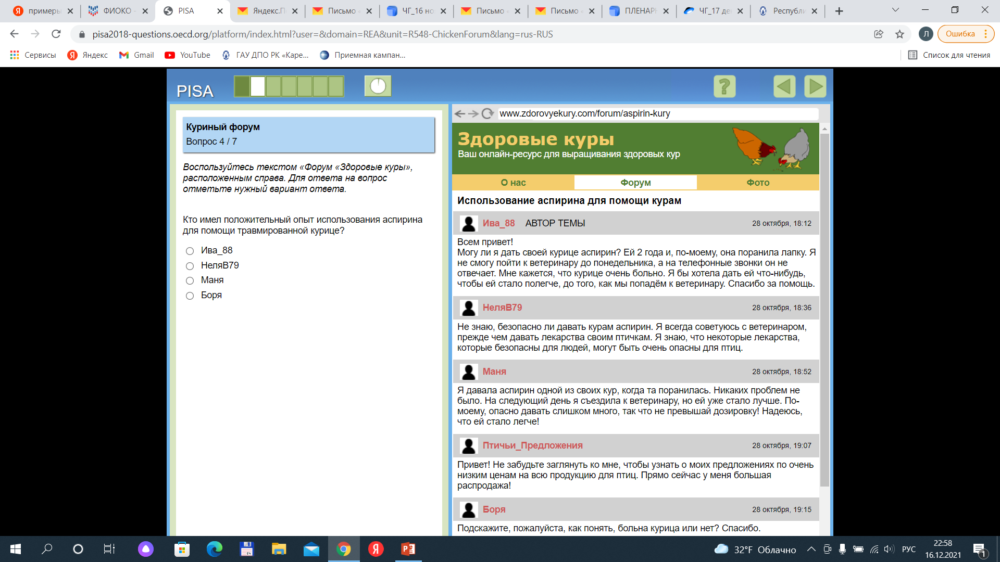 примеры
ФИОКО -
PISA
Яндекс.П
Письмо «
ЧГ_16 но
Письмо «
Письмо «
ПЛЕНАРН
ЧГ_17 де
Республи
pisa2018-questions.oecd.org/platform/index.html?user=&domain=REA&unit=R548-ChickenForum&lang=rus-RUS
Л
Ошибка
Сервисы
Яндекс
Gmail
YouTube
ГАУ ДПО РК «Каре...
Приемная кампан...
Список для чтения
PISA
?
Куриный форум
Вопрос 4 / 7
Воспользуйтесь текстом «Форум «Здоровые куры»,
расположенным справа. Для ответа на вопрос
отметьте нужный вариант ответа.
Кто имел положительный опыт использования аспирина
для помощи травмированной курице?
Ива_88
НеляВ79
Маня
Боря
www.zdorovyekury.com/forum/aspirin-kury
Здоровые куры
Ваш онлайн-ресурс для выращивания здоровых кур
О нас
Форум
Фото
Использование аспирина для помощи курам
Ива_88 АВТОР ТЕМЫ 28 октября, 18:12
Всем привет!
Могу ли я дать своей курице аспирин? Ей 2 года и, по-моему, она поранила лапку. Я
не смогу пойти к ветеринару до понедельника, а на телефонные звонки он не
отвечает. Мне кажется, что курице очень больно. Я бы хотела дать ей что-нибудь,
чтобы ей стало полегче, до того, как мы попадём к ветеринару. Спасибо за помощь.
НеляВ79 28 октября, 18:36
Не знаю, безопасно ли давать курам аспирин. Я всегда советуюсь с ветеринаром,
прежде чем давать лекарства своим птичкам. Я знаю, что некоторые лекарства,
которые безопасны для людей, могут быть очень опасны для птиц.
Маня 28 октября, 18:52
Я давала аспирин одной из своих кур, когда та поранилась. Никаких проблем не
было. На следующий день я съездила к ветеринару, но ей уже стало лучше. По-
моему, опасно давать слишком много, так что не превышай дозировку! Надеюсь,
что ей стало легче!
Птичьи_Предложения 28 октября, 19:07
Привет! Не забудьте заглянуть ко мне, чтобы узнать о моих предложениях по очень
низким ценам на всю продукцию для птиц. Прямо сейчас у меня большая
распродажа!
Боря 28 октября, 19:15
Подскажите, пожалуйста, как понять, больна курица или нет? Спасибо.
64
Я
P
32°F Облачно
РУС
22:58
16.12.2021
1